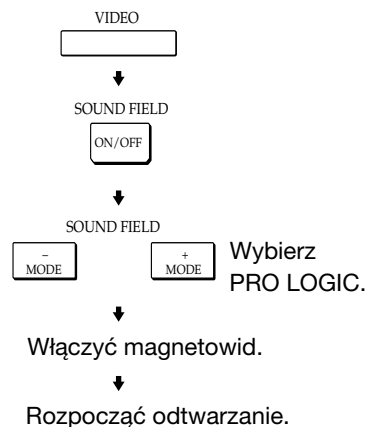 VIDEO
SOUND FIELD
ON/OFF
SOUND FIELD
–
MODE
+
MODE
Wybierz
PRO LOGIC.
Włączyć magnetowid.
Rozpocząć odtwarzanie.